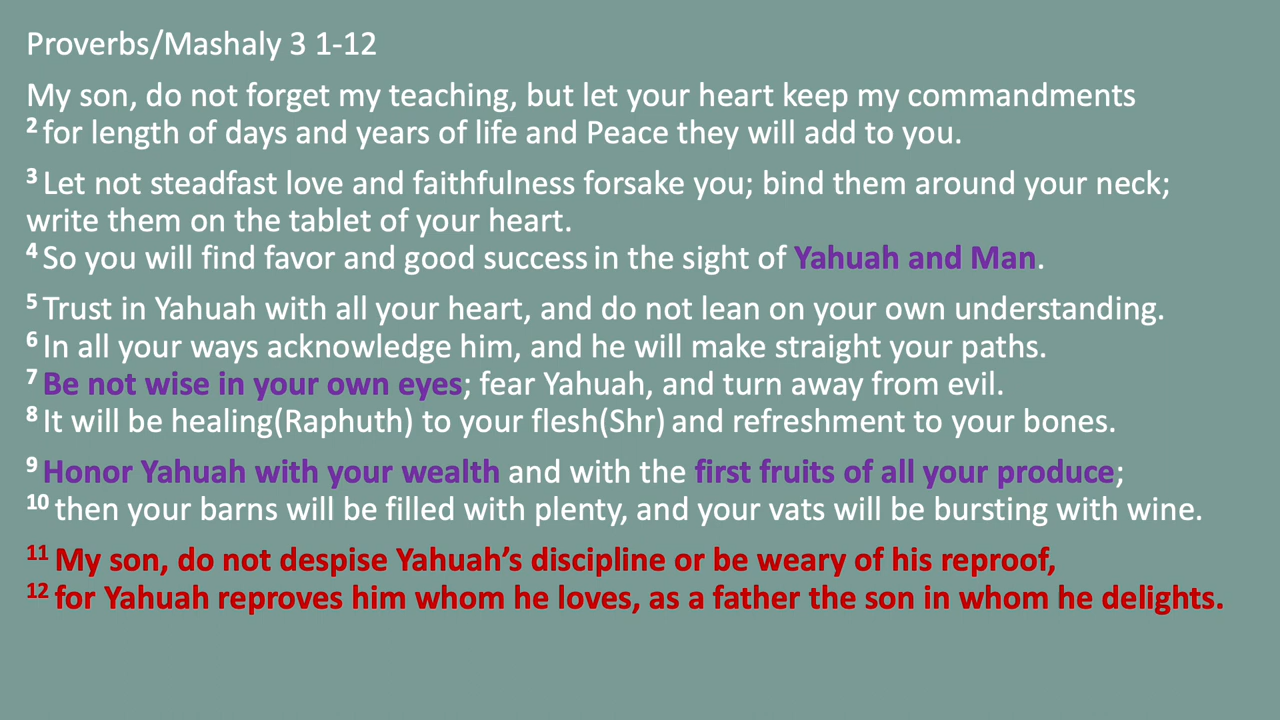 Proverbs/Mashaly 3 1-12
My son, do not forget my teaching, but let your heart keep my commandments
2 for length of days and years of life and Peace they will add to you.
3 Let not steadfast love and faithfulness forsake you; bind them around your neck;
write them on the tablet of your heart.
4 So you will find favor and good success in the sight of Yahuah and Man.
5 Trust in Yahuah with all your heart, and do not lean on your own understanding.
6 In all your ways acknowledge him, and he will make straight your paths.
7 Be not wise in your own eyes; fear Yahuah, and turn away from evil.
8 It will be healing(Raphuth) to your flesh(Shr) and refreshment to your bones.
9 Honor Yahuah with your wealth and with the first fruits of all your produce;
10 then your barns will be filled with plenty, and your vats will be bursting with wine.
11 My son, do not despise Yahuah’s discipline or be weary of his reproof,
12 for Yahuah reproves him whom he loves, as a father the son in whom he delights.